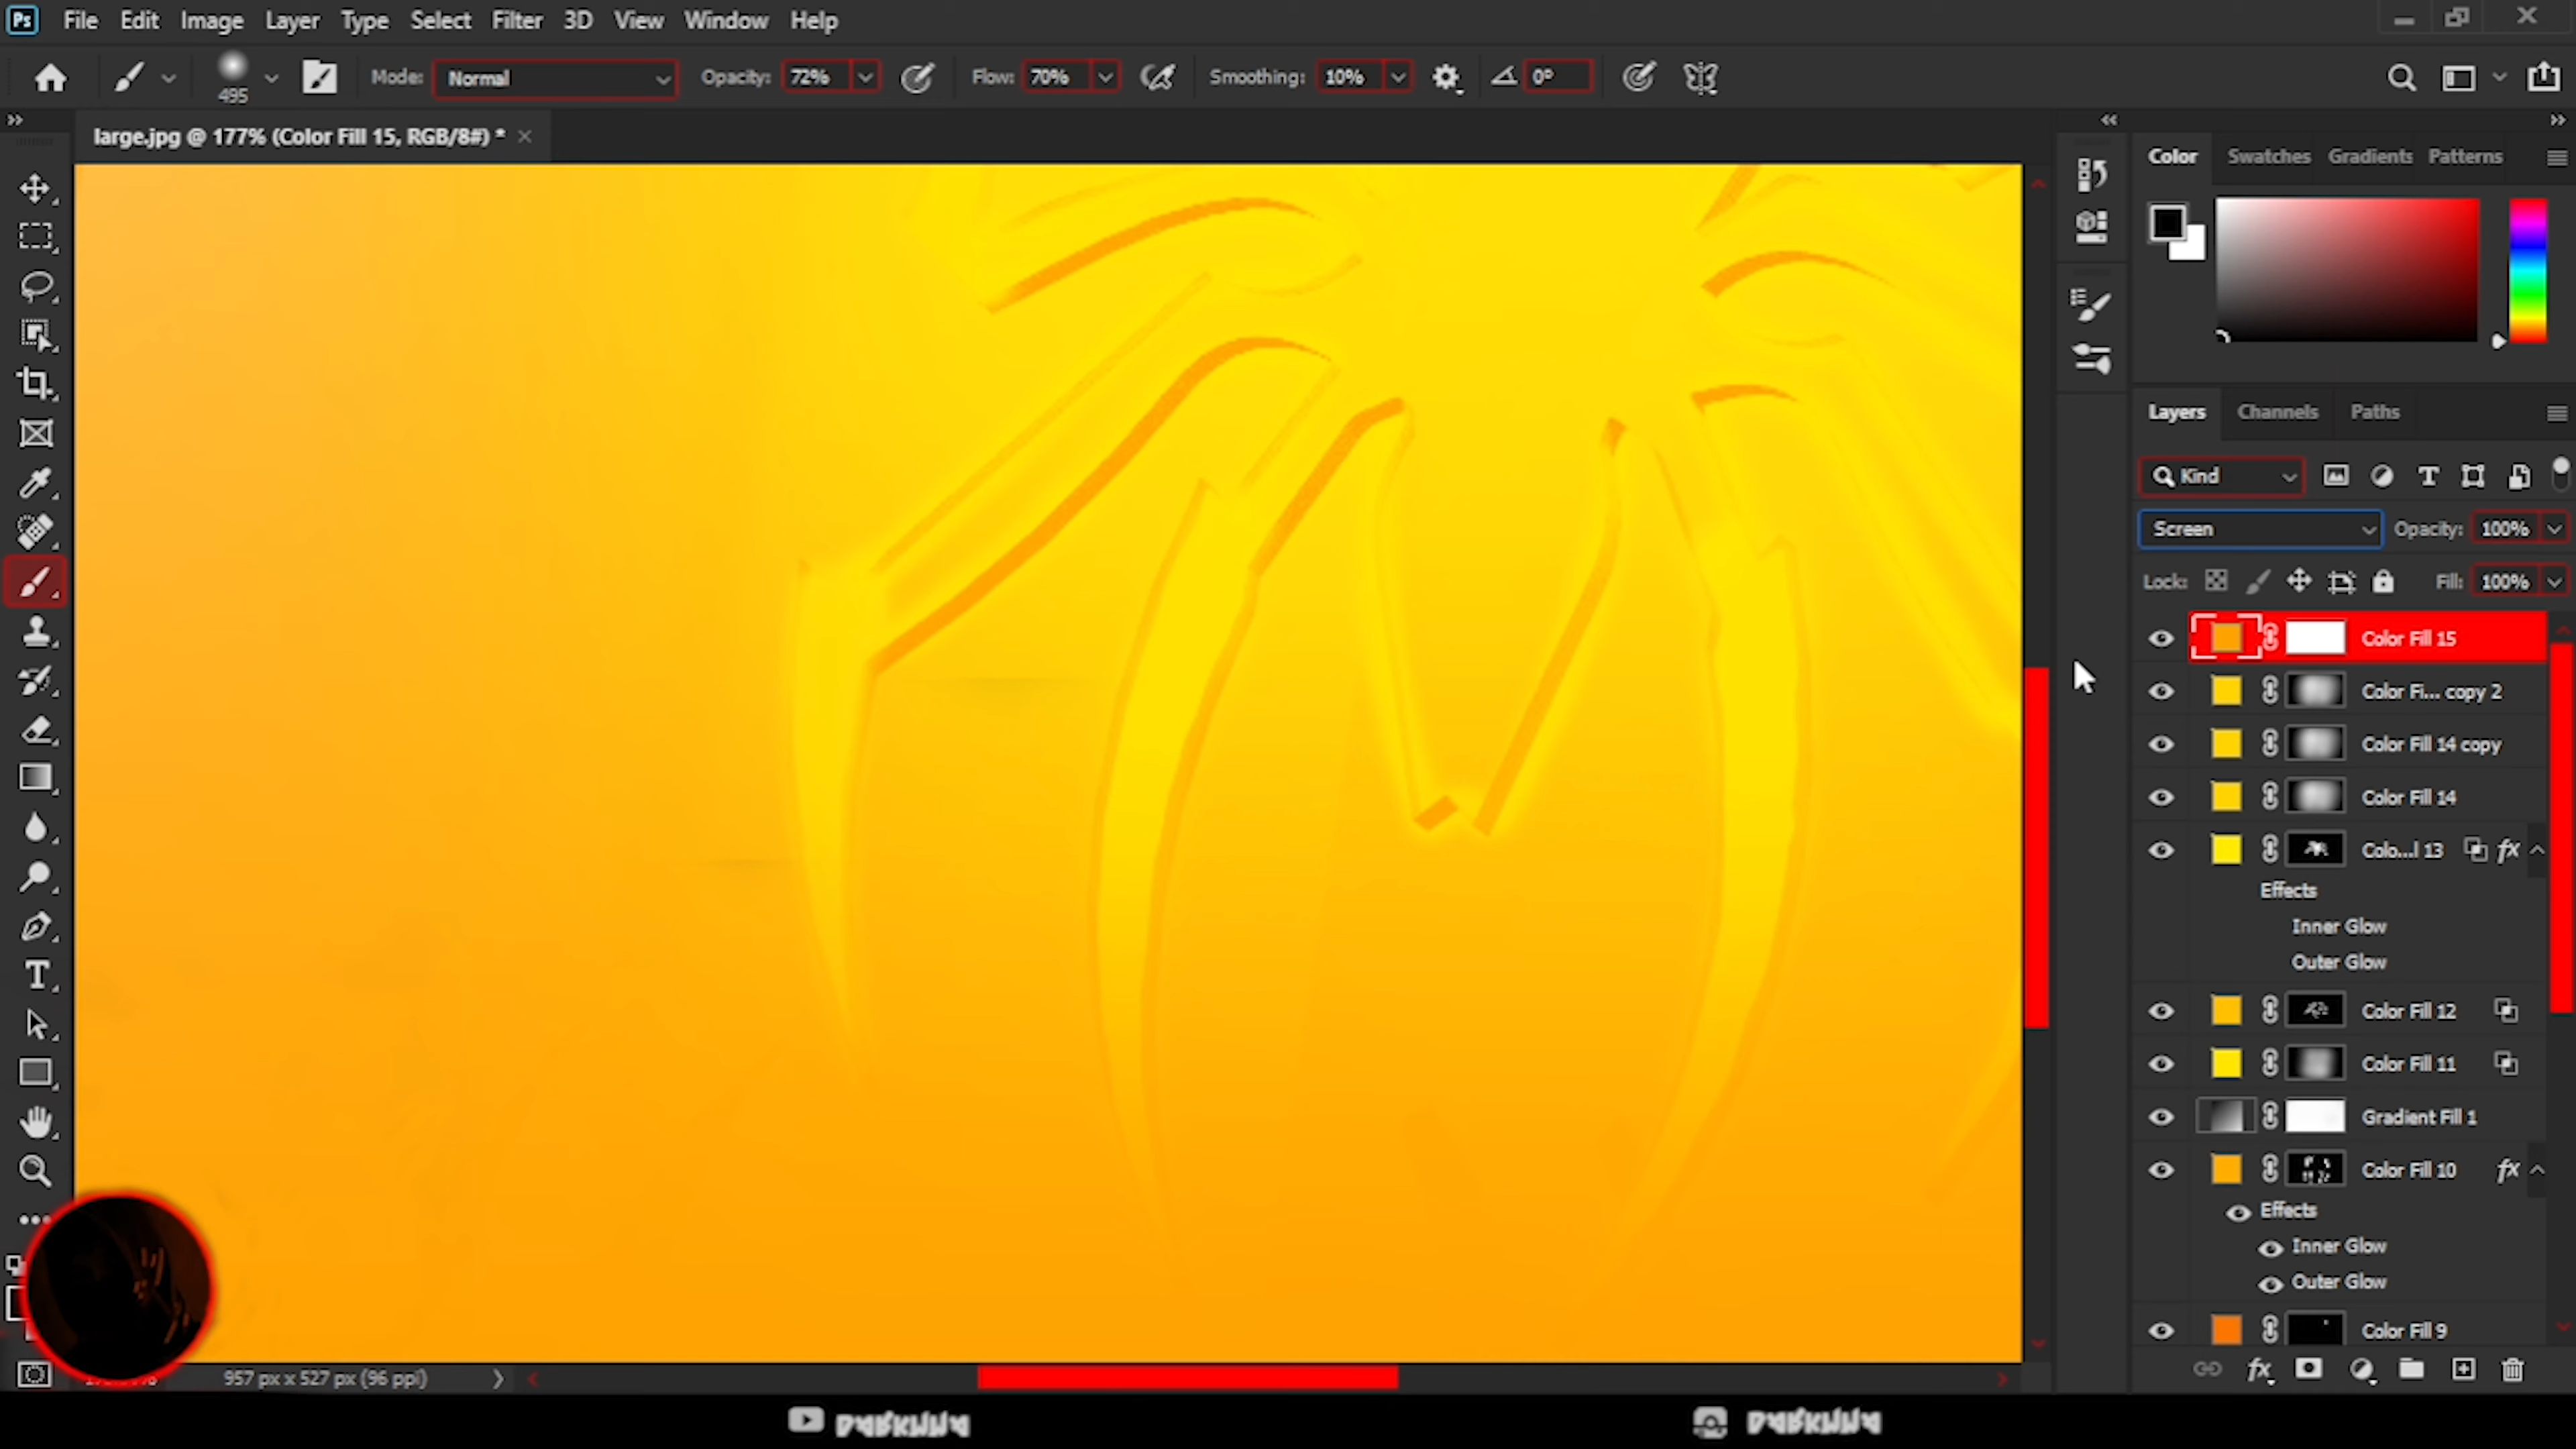 Ps File Edit Image Layer Type Select Filter 3D View Window Help
495 Mode: Normal Opacity: 72% Flow: 70% Smoothing: 10% 0°
large.jpg @ 177% (Color Fill 15, RGB/8#) *
Color Swatches Gradients Patterns
Layers Channels Paths
Kind
Screen Opacity: 100%
Lock: Fill: 100%
Color Fill 15
Color Fi... copy 2
Color Fill 14 copy
Color Fill 14
Colo...l 13 fx
Effects
Inner Glow
Outer Glow
Color Fill 12
Color Fill 11
Gradient Fill 1
Color Fill 10 fx
Effects
Inner Glow
Outer Glow
Color Fill 9
957 px x 527 px (96 ppi)
fx